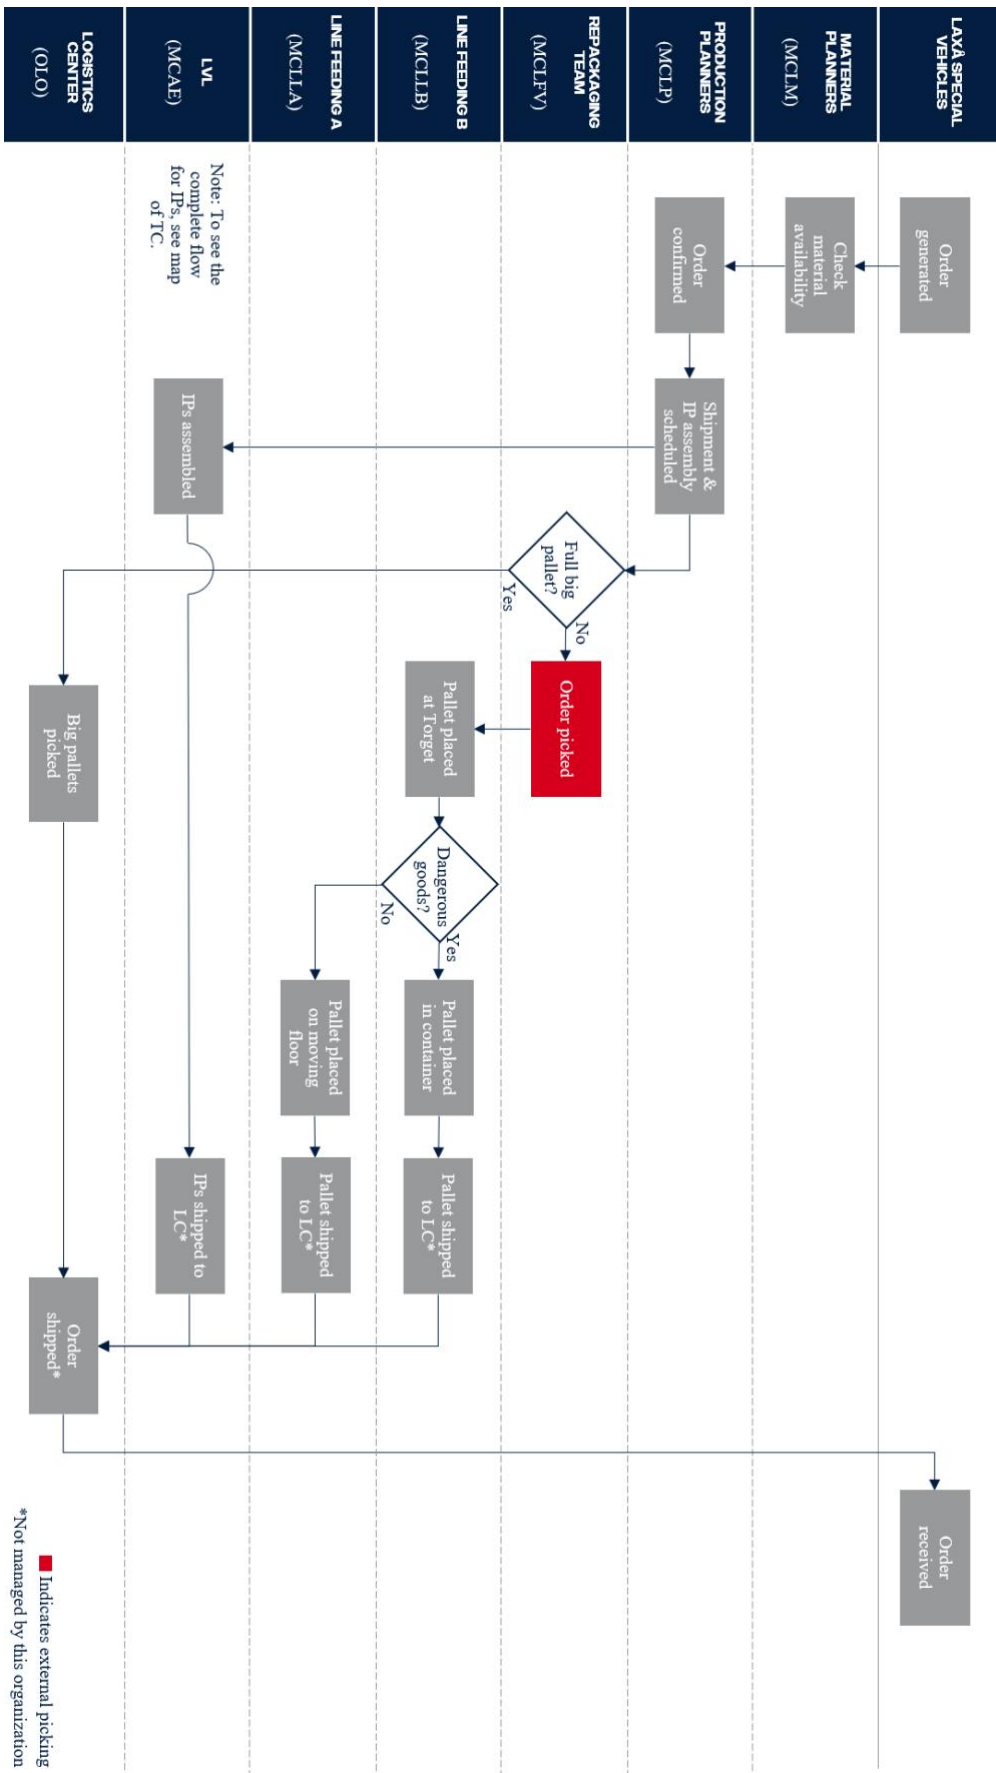 LAXÅ SPECIAL
VEHICLES
Order
generated
Order
received
MATERIAL
PLANNERS
(MCLM)
Check
material
availability
PRODUCTION
PLANNERS
(MCLP)
Order
confirmed
Shipment &
IP assembly
scheduled
REPACKAGING
TEAM
(MCLFV)
Full big
pallet?
No
Yes
Order picked
LINE FEEDING B
(MCLLB)
Pallet placed
at Torget
Dangerous
goods?
Yes
No
Pallet placed
in container
Pallet shipped
to LC*
LINE FEEDING A
(MCLLA)
Pallet placed
on moving
floor
Pallet shipped
to LC*
LVL
(MCAE)
Note: To see the
complete flow
for IPs, see map
of TC.
IPs assembled
IPs shipped to
LC*
LOGISTICS
CENTER
(OLO)
Big pallets
picked
Order
shipped*
Indicates external picking
*Not managed by this organization